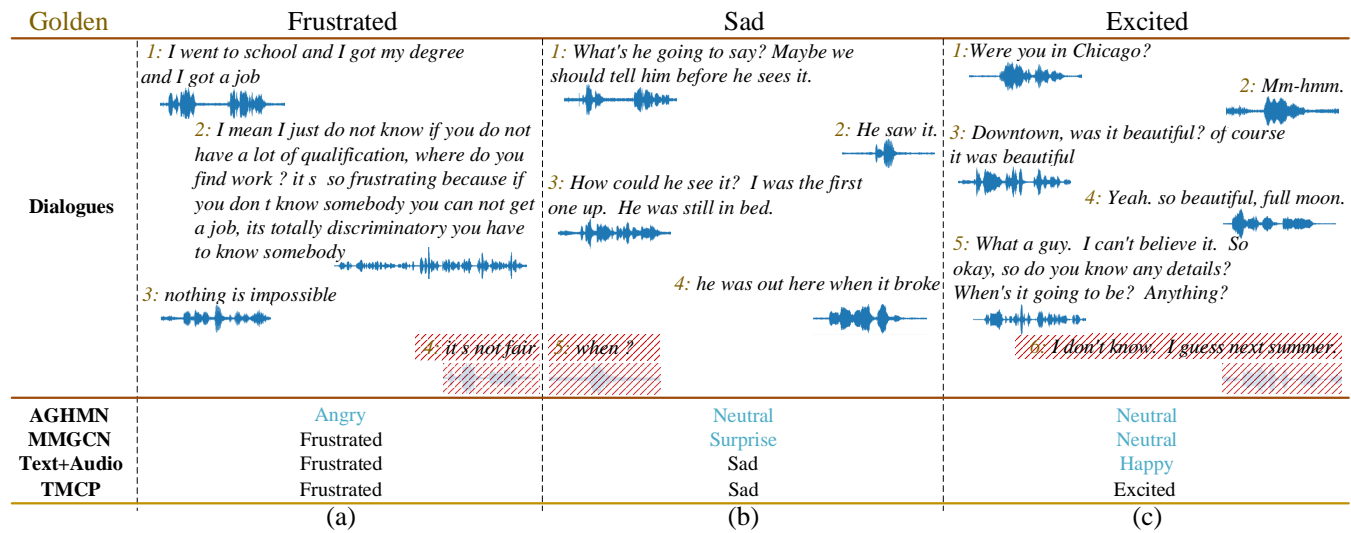 Golden Frustrated Sad Excited
Dialogues
1: I went to school and I got my degree
and I got a job
2: I mean I just do not know if you do not
have a lot of qualification, where do you
find work ? it s  so frustrating because if
you don t know somebody you can not get
a job, its totally discriminatory you have
to know somebody
3: nothing is impossible
4: it s not fair
1: What's he going to say? Maybe we
should tell him before he sees it.
2: He saw it.
3: How could he see it?  I was the first
one up.  He was still in bed.
4: he was out here when it broke
5: when ?
1:Were you in Chicago?
2: Mm-hmm.
3: Downtown, was it beautiful? of course
it was beautiful
4: Yeah. so beautiful, full moon.
5: What a guy.  I can't believe it.  So
okay, so do you know any details?
When's it going to be?  Anything?
6: I don't know.  I guess next summer.
AGHMN Angry Neutral Neutral
MMGCN Frustrated Surprise Neutral
Text+Audio Frustrated Sad Happy
TMCP Frustrated Sad Excited
(a) (b) (c)